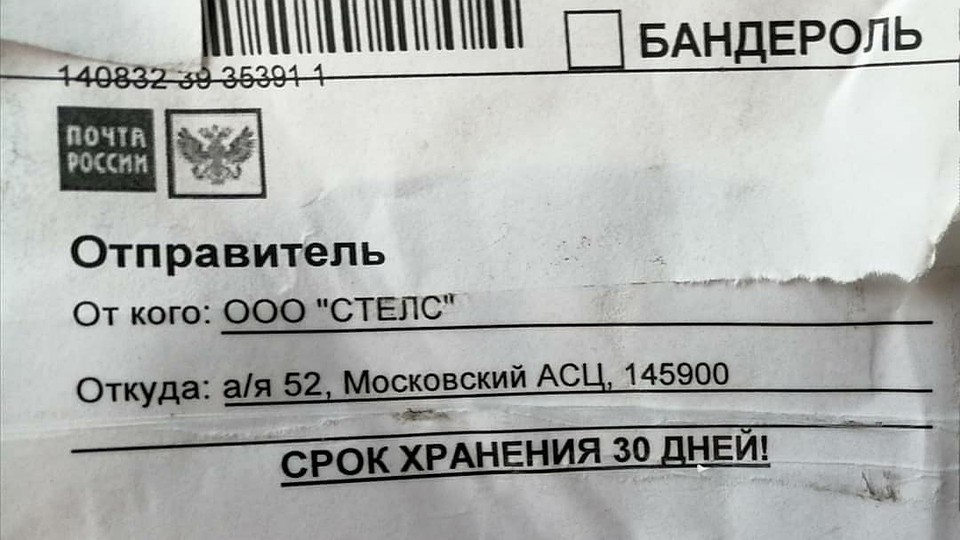 БАНДЕРОЛЬ
140832 39 35391 1
ПОЧТА
РОССИИ
Отправитель
От кого: ООО "СТЕЛС"
Откуда: а/я 52, Московский АСЦ, 145900
СРОК ХРАНЕНИЯ 30 ДНЕЙ!